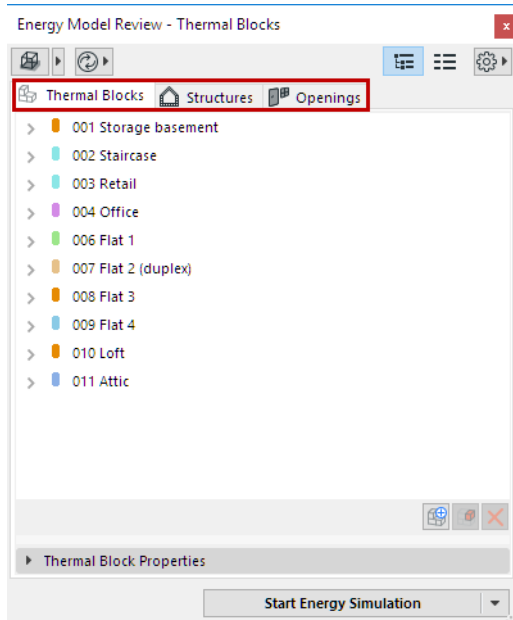 Energy Model Review - Thermal Blocks
x
Thermal Blocks Structures Openings
001 Storage basement
002 Staircase
003 Retail
004 Office
006 Flat 1
007 Flat 2 (duplex)
008 Flat 3
009 Flat 4
010 Loft
011 Attic
Thermal Block Properties
Start Energy Simulation